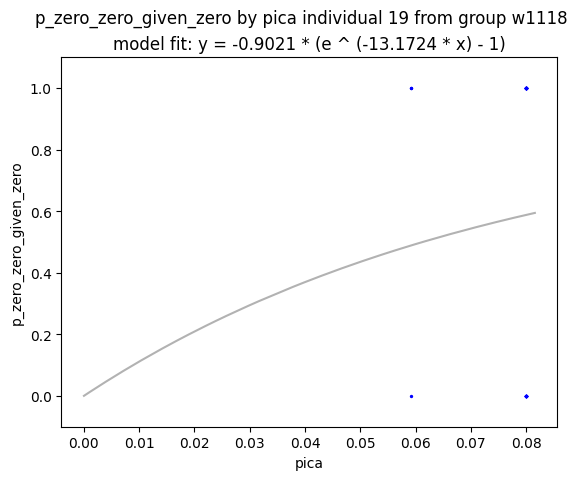 p_zero_zero_given_zero by pica individual 19 from group w1118
model fit: y = -0.9021 * (e ^ (-13.1724 * x) - 1)
1.0
0.8
0.6
0.4
0.2
0.0
p_zero_zero_given_zero
0.00 0.01 0.02 0.03 0.04 0.05 0.06 0.07 0.08
pica